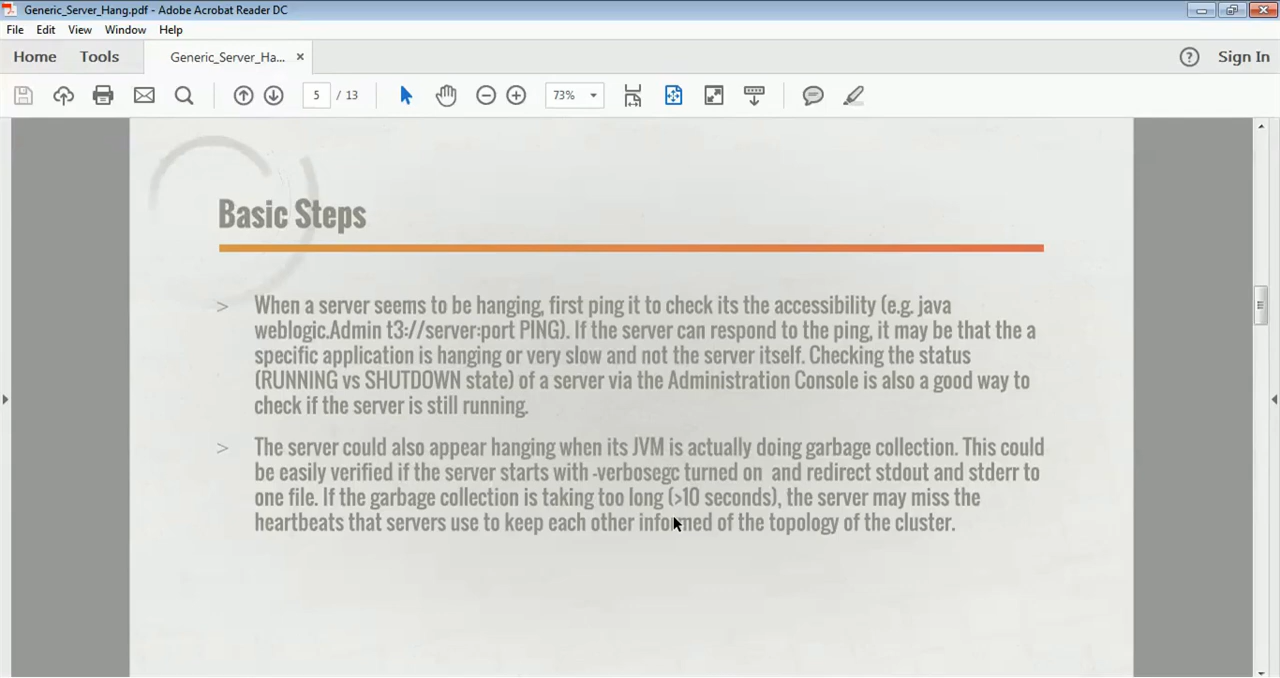 Generic_Server_Hang.pdf - Adobe Acrobat Reader DC
File Edit View Window Help
Home Tools Generic_Server_Ha... × ? Sign In
5 / 13 73%
Basic Steps
> When a server seems to be hanging, first ping it to check its the accessibility (e.g. java
weblogic.Admin t3://server:port PING). If the server can respond to the ping, it may be that the a
specific application is hanging or very slow and not the server itself. Checking the status
(RUNNING vs SHUTDOWN state) of a server via the Administration Console is also a good way to
check if the server is still running.
> The server could also appear hanging when its JVM is actually doing garbage collection. This could
be easily verified if the server starts with -verbosegc turned on and redirect stdout and stderr to
one file. If the garbage collection is taking too long (>10 seconds), the server may miss the
heartbeats that servers use to keep each other informed of the topology of the cluster.